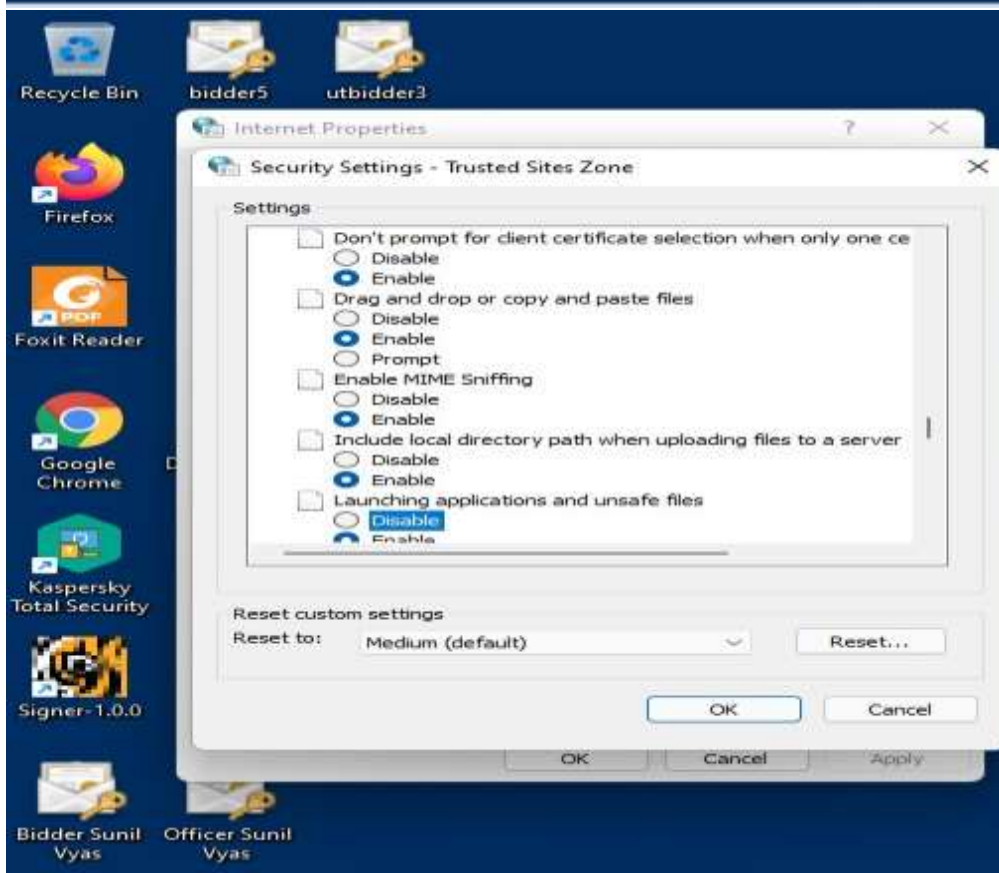 Recycle Bin
bidder5
utbidder3
Internet Properties
?
Security Settings - Trusted Sites Zone
Firefox
Settings
Don't prompt for client certificate selection when only one ce
Disable
Enable
Drag and drop or copy and paste files
Disable
Enable
Prompt
Enable MIME Sniffing
Disable
Enable
Include local directory path when uploading files to a server
Disable
Enable
Launching applications and unsafe files
Disable
Enable
PDF
Foxit Reader
Google
Chrome
D
Kaspersky
Total Security
Reset custom settings
Reset to:
Medium (default)
Reset...
Signer-1.0.0
OK
Cancel
OK
Cancel
Apply
Bidder Sunil
Vyas
Officer Sunil
Vyas